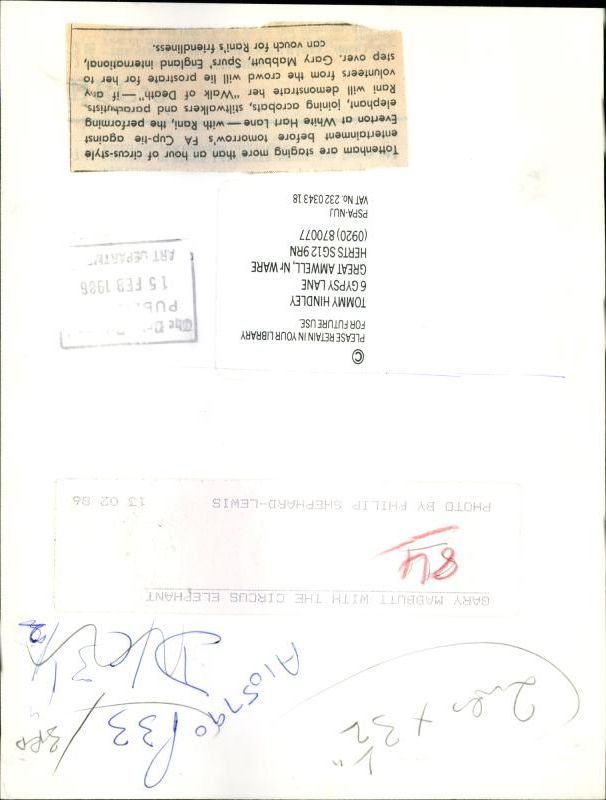 GARY MABBUTT WITH THE CIRCUS ELEPHANT
84
PHOTO BY PHILIP SHEPHARD-LEWIS 13 02 86
©
PLEASE RETAIN IN YOUR LIBRARY
FOR FUTURE USE.
TOMMY HINDLEY
6 GYPSY LANE
GREAT AMWELL, Nr WARE
HERTS SG12 9RN
(0920) 870077
PSPA-NUJ
VAT No. 232 0343 18
15 FEB 1986
ART DEPARTMENT
Tottenham are staging more than an hour of circus-style
entertainment before tomorrow's FA Cup-tie against
Everton at White Hart Lane — with Rani, the performing
elephant, joining acrobats, stiltwalkers and parachutists.
Rani will demonstrate her "Walk of Death" — if any
volunteers from the crowd will lie prostrate for her to
step over. Gary Mabbutt, Spurs' England international,
can vouch for Rani's friendliness.
A105790
P33